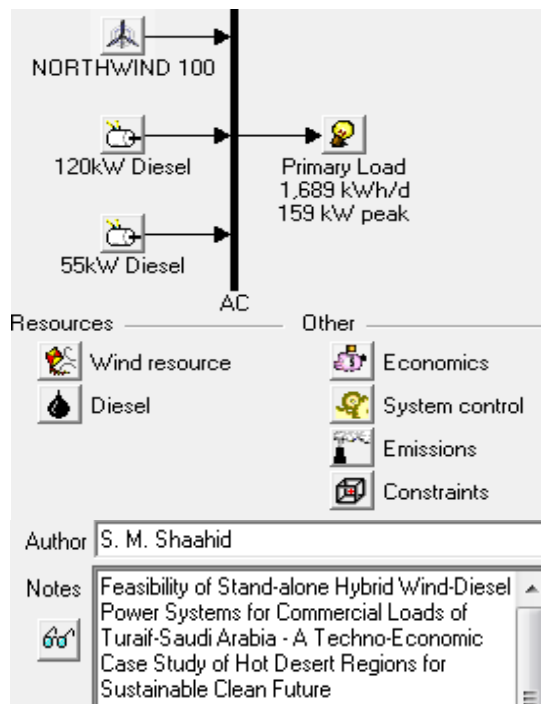 NORTHWIND 100
120kW Diesel
Primary Load
1,689 kWh/d
159 kW peak
55kW Diesel
AC
Resources
Other
Wind resource
Economics
Diesel
System control
Emissions
Constraints
Author S. M. Shaahid
Notes Feasibility of Stand-alone Hybrid Wind-Diesel
Power Systems for Commercial Loads of
Turaif-Saudi Arabia - A Techno-Economic
Case Study of Hot Desert Regions for
Sustainable Clean Future